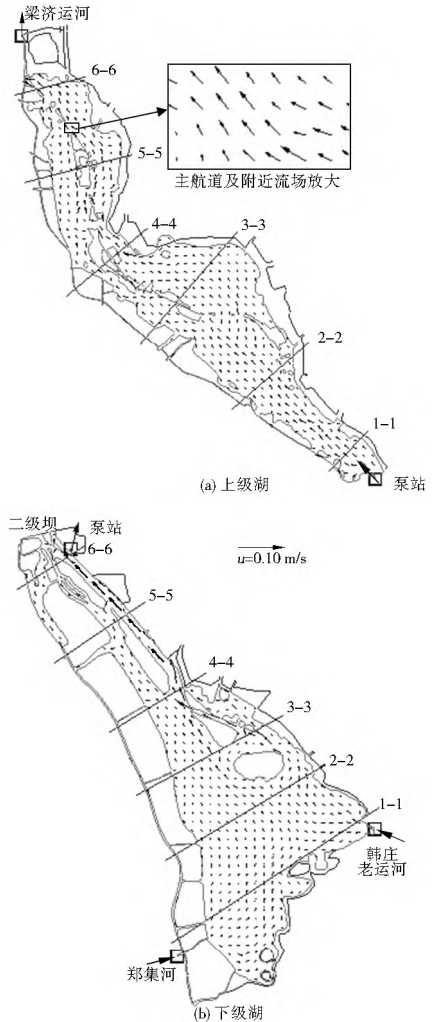 梁济运河
6-6
5-5
主航道及附近流场放大
4-4
3-3
2-2
1-1
泵站
(a) 上级湖
二级坝
泵站
6-6
u=0.10 m/s
5-5
4-4
3-3
2-2
1-1
韩庄
老运河
郑集河
(b) 下级湖